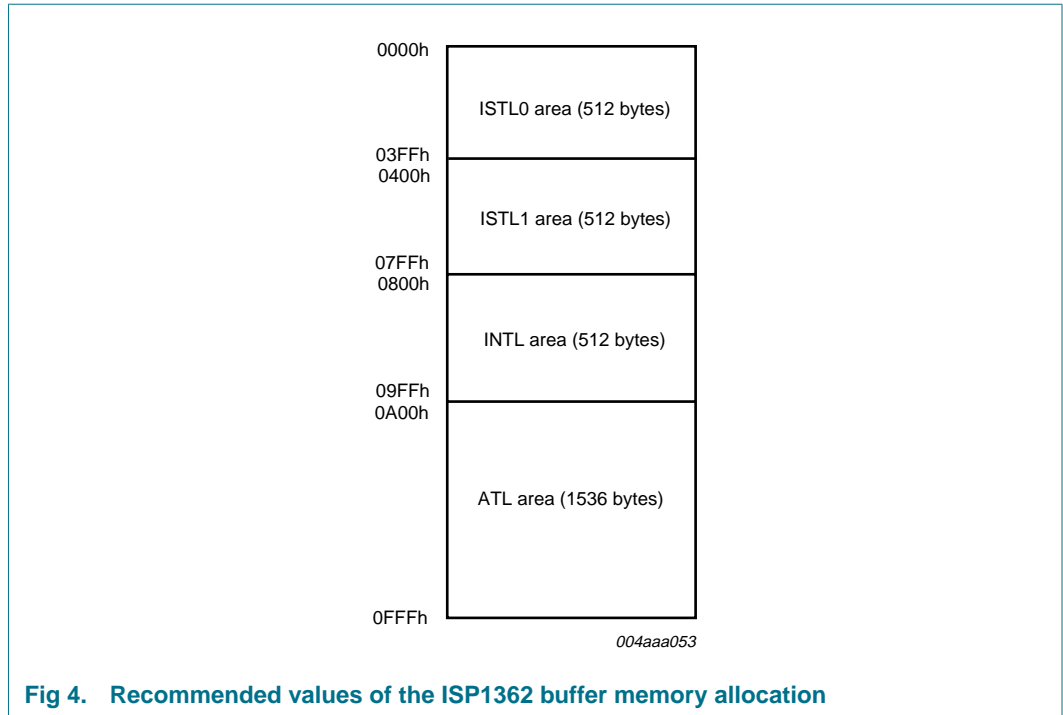 0000h
ISTL0 area (512 bytes)
03FFh
0400h
ISTL1 area (512 bytes)
07FFh
0800h
INTL area (512 bytes)
09FFh
0A00h
ATL area (1536 bytes)
0FFFh
004aaa053
Fig 4. Recommended values of the ISP1362 buffer memory allocation